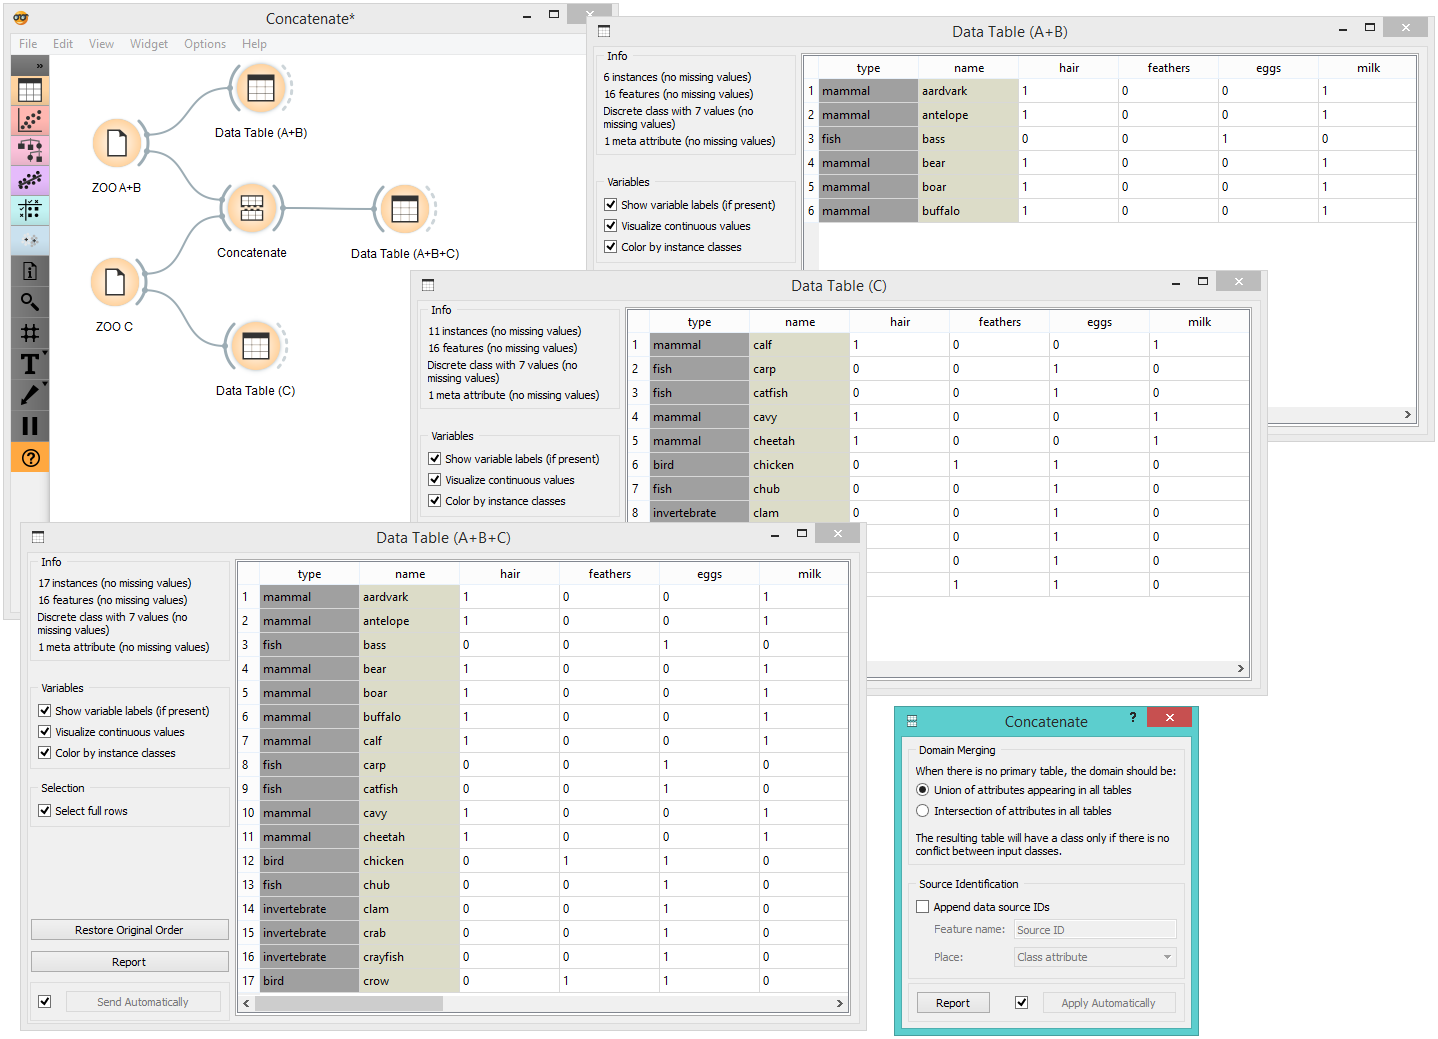 Concatenate*
File Edit View Widget Options Help
»
Data Table (A+B)
ZOO A+B
Concatenate
Data Table (A+B+C)
ZOO C
Data Table (C)
Data Table (A+B)
Info
6 instances (no missing values)
16 features (no missing values)
Discrete class with 7 values (no
missing values)
1 meta attribute (no missing values)
Variables
Show variable labels (if present)
Visualize continuous values
Color by instance classes
type name hair feathers eggs milk
1 mammal aardvark 1 0 0 1
2 mammal antelope 1 0 0 1
3 fish bass 0 0 1 0
4 mammal bear 1 0 0 1
5 mammal boar 1 0 0 1
6 mammal buffalo 1 0 0 1
Data Table (C)
Info
11 instances (no missing values)
16 features (no missing values)
Discrete class with 7 values (no
missing values)
1 meta attribute (no missing values)
Variables
Show variable labels (if present)
Visualize continuous values
Color by instance classes
type name hair feathers eggs milk
1 mammal calf 1 0 0 1
2 fish carp 0 0 1 0
3 fish catfish 0 0 1 0
4 mammal cavy 1 0 0 1
5 mammal cheetah 1 0 0 1
6 bird chicken 0 1 1 0
7 fish chub 0 0 1 0
8 invertebrate clam 0 0 1 0
0 1 0
0 1 0
1 1 0
Data Table (A+B+C)
Info
17 instances (no missing values)
16 features (no missing values)
Discrete class with 7 values (no
missing values)
1 meta attribute (no missing values)
Variables
Show variable labels (if present)
Visualize continuous values
Color by instance classes
Selection
Select full rows
Restore Original Order
Report
Send Automatically
type name hair feathers eggs milk
1 mammal aardvark 1 0 0 1
2 mammal antelope 1 0 0 1
3 fish bass 0 0 1 0
4 mammal bear 1 0 0 1
5 mammal boar 1 0 0 1
6 mammal buffalo 1 0 0 1
7 mammal calf 1 0 0 1
8 fish carp 0 0 1 0
9 fish catfish 0 0 1 0
10 mammal cavy 1 0 0 1
11 mammal cheetah 1 0 0 1
12 bird chicken 0 1 1 0
13 fish chub 0 0 1 0
14 invertebrate clam 0 0 1 0
15 invertebrate crab 0 0 1 0
16 invertebrate crayfish 0 0 1 0
17 bird crow 0 1 1 0
Concatenate ?
Domain Merging
When there is no primary table, the domain should be:
Union of attributes appearing in all tables
Intersection of attributes in all tables
The resulting table will have a class only if there is no
conflict between input classes.
Source Identification
Append data source IDs
Feature name: Source ID
Place: Class attribute
Report Apply Automatically